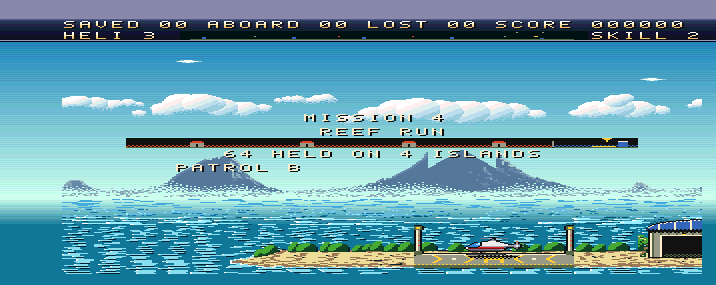 SAVED 00 ABOARD 00 LOST 00 SCORE 000000
HELI 3 SKILL 2
MISSION 4
REEF RUN
64 HELD ON 4 ISLANDS
PATROL B